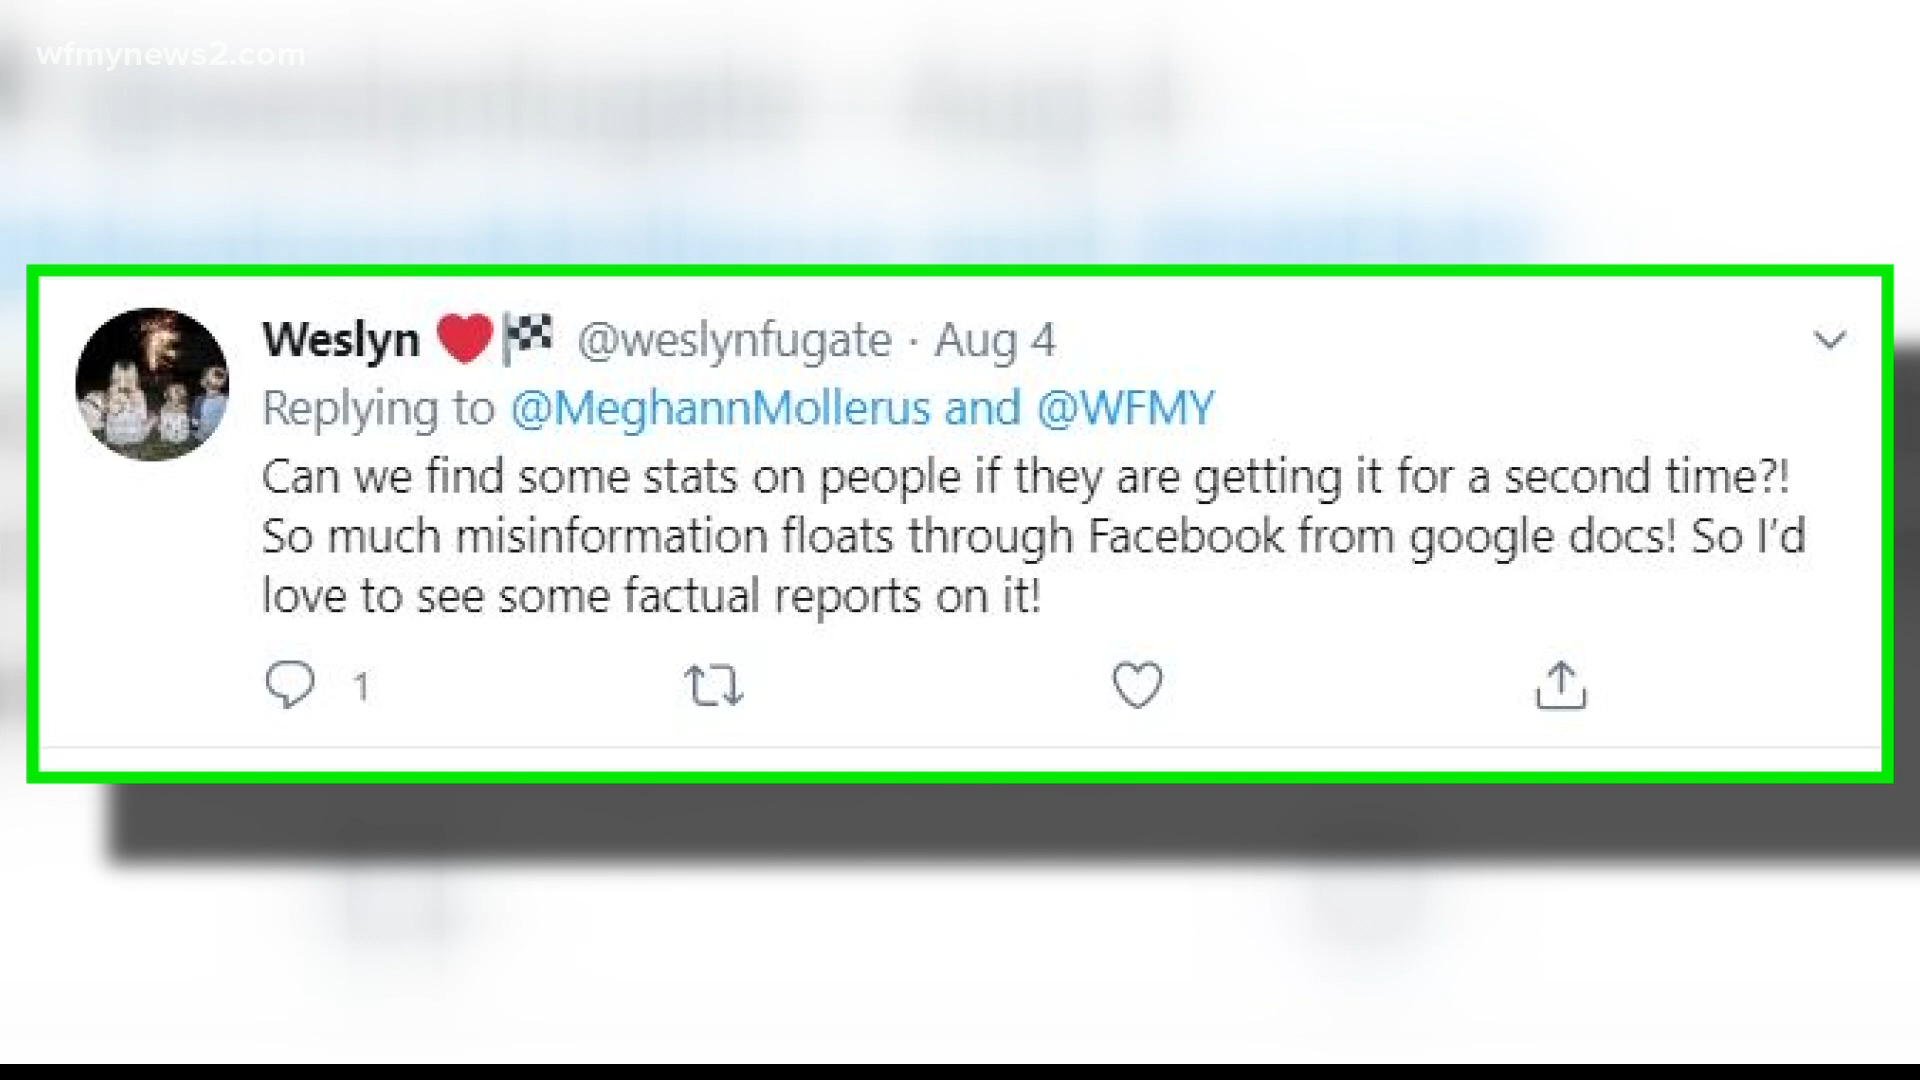 wfmynews2.com
Weslyn ❤️🏁 @weslynfugate · Aug 4
Replying to @MeghannMollerus and @WFMY
Can we find some stats on people if they are getting it for a second time?!
So much misinformation floats through Facebook from google docs! So I'd
love to see some factual reports on it!
1